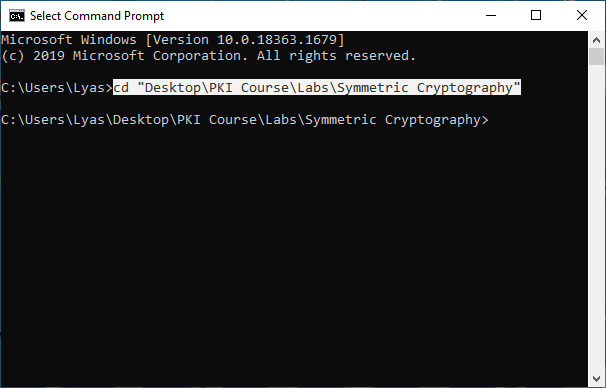 Select Command Prompt
Microsoft Windows [Version 10.0.18363.1679]
(c) 2019 Microsoft Corporation. All rights reserved.
C:\Users\Lyas>cd "Desktop\PKI Course\Labs\Symmetric Cryptography"
C:\Users\Lyas\Desktop\PKI Course\Labs\Symmetric Cryptography>